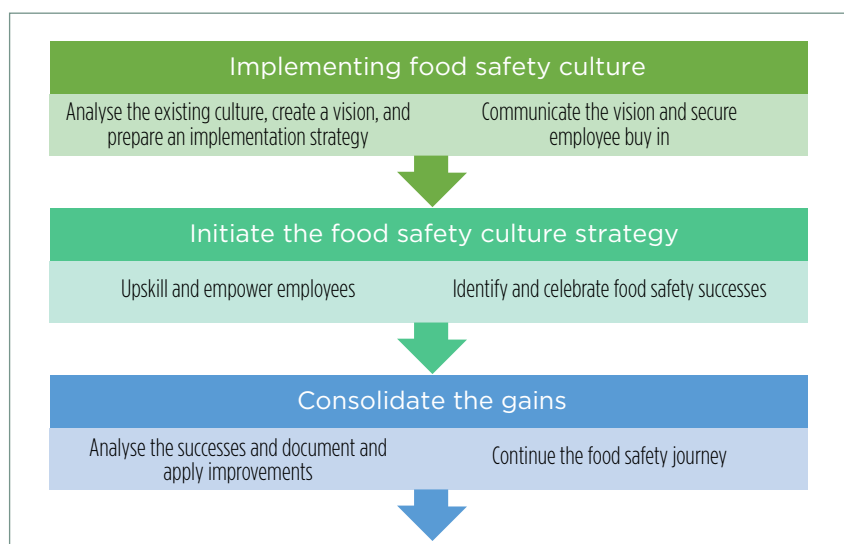 Implementing food safety culture
Analyse the existing culture, create a vision, and
prepare an implementation strategy
Communicate the vision and secure
employee buy in
Initiate the food safety culture strategy
Upskill and empower employees
Identify and celebrate food safety successes
Consolidate the gains
Analyse the successes and document and
apply improvements
Continue the food safety journey